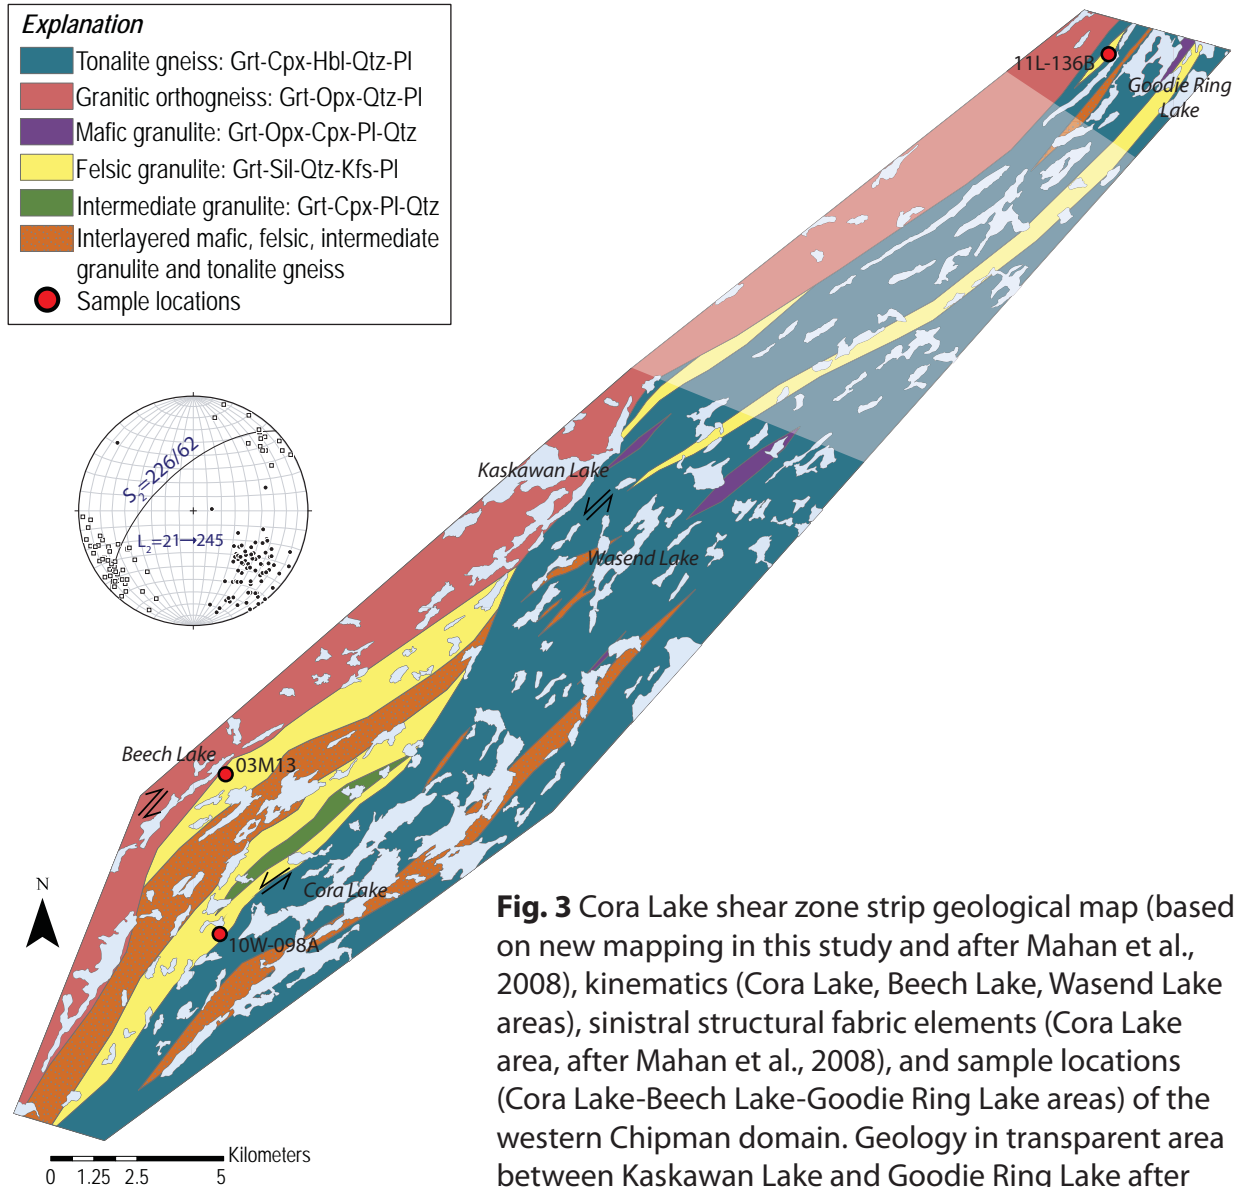 Explanation
Tonalite gneiss: Grt-Cpx-Hbl-Qtz-Pl
Granitic orthogneiss: Grt-Opx-Qtz-Pl
Mafic granulite: Grt-Opx-Cpx-Pl-Qtz
Felsic granulite: Grt-Sil-Qtz-Kfs-Pl
Intermediate granulite: Grt-Cpx-Pl-Qtz
Interlayered mafic, felsic, intermediate
granulite and tonalite gneiss
Sample locations
11L-136B
Goodie Ring
Lake
S₂=226/62
L₂=21→245
Kaskawan Lake
Wasend Lake
Beech Lake
03M13
Cora Lake
10W-098A
N
Kilometers
0 1.25 2.5 5
Fig. 3 Cora Lake shear zone strip geological map (based
on new mapping in this study and after Mahan et al.,
2008), kinematics (Cora Lake, Beech Lake, Wasend Lake
areas), sinistral structural fabric elements (Cora Lake
area, after Mahan et al., 2008), and sample locations
(Cora Lake-Beech Lake-Goodie Ring Lake areas) of the
western Chipman domain. Geology in transparent area
between Kaskawan Lake and Goodie Ring Lake after